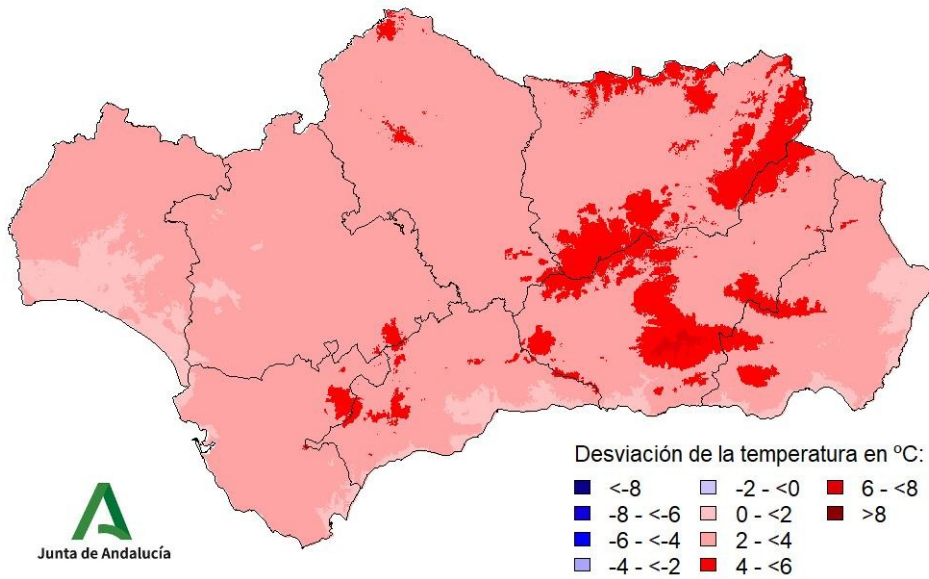 Desviación de la temperatura en ºC:
<-8
-8 - <-6
-6 - <-4
-4 - <-2
-2 - <0
0 - <2
2 - <4
4 - <6
6 - <8
>8
Junta de Andalucía